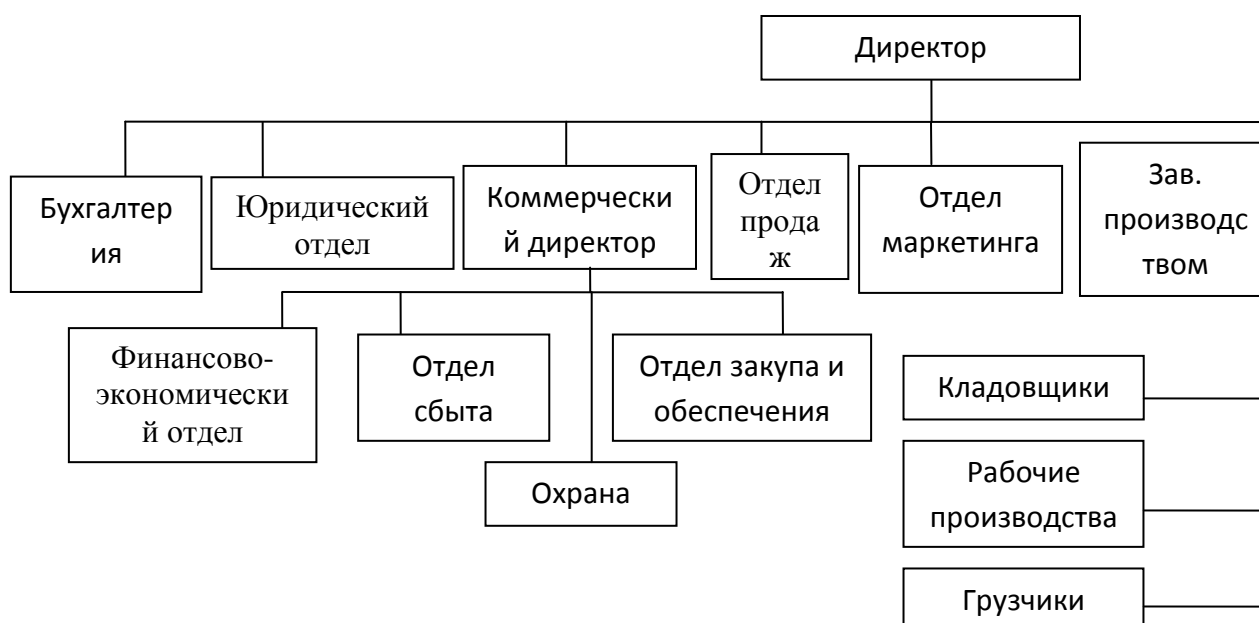 Директор
Бухгалтер
ия
Юридический
отдел
Коммерчески
й директор
Отдел
прода
ж
Отдел
маркетинга
Зав.
производс
твом
Финансово-
экономически
й отдел
Отдел
сбыта
Отдел закупа и
обеспечения
Охрана
Кладовщики
Рабочие
производства
Грузчики